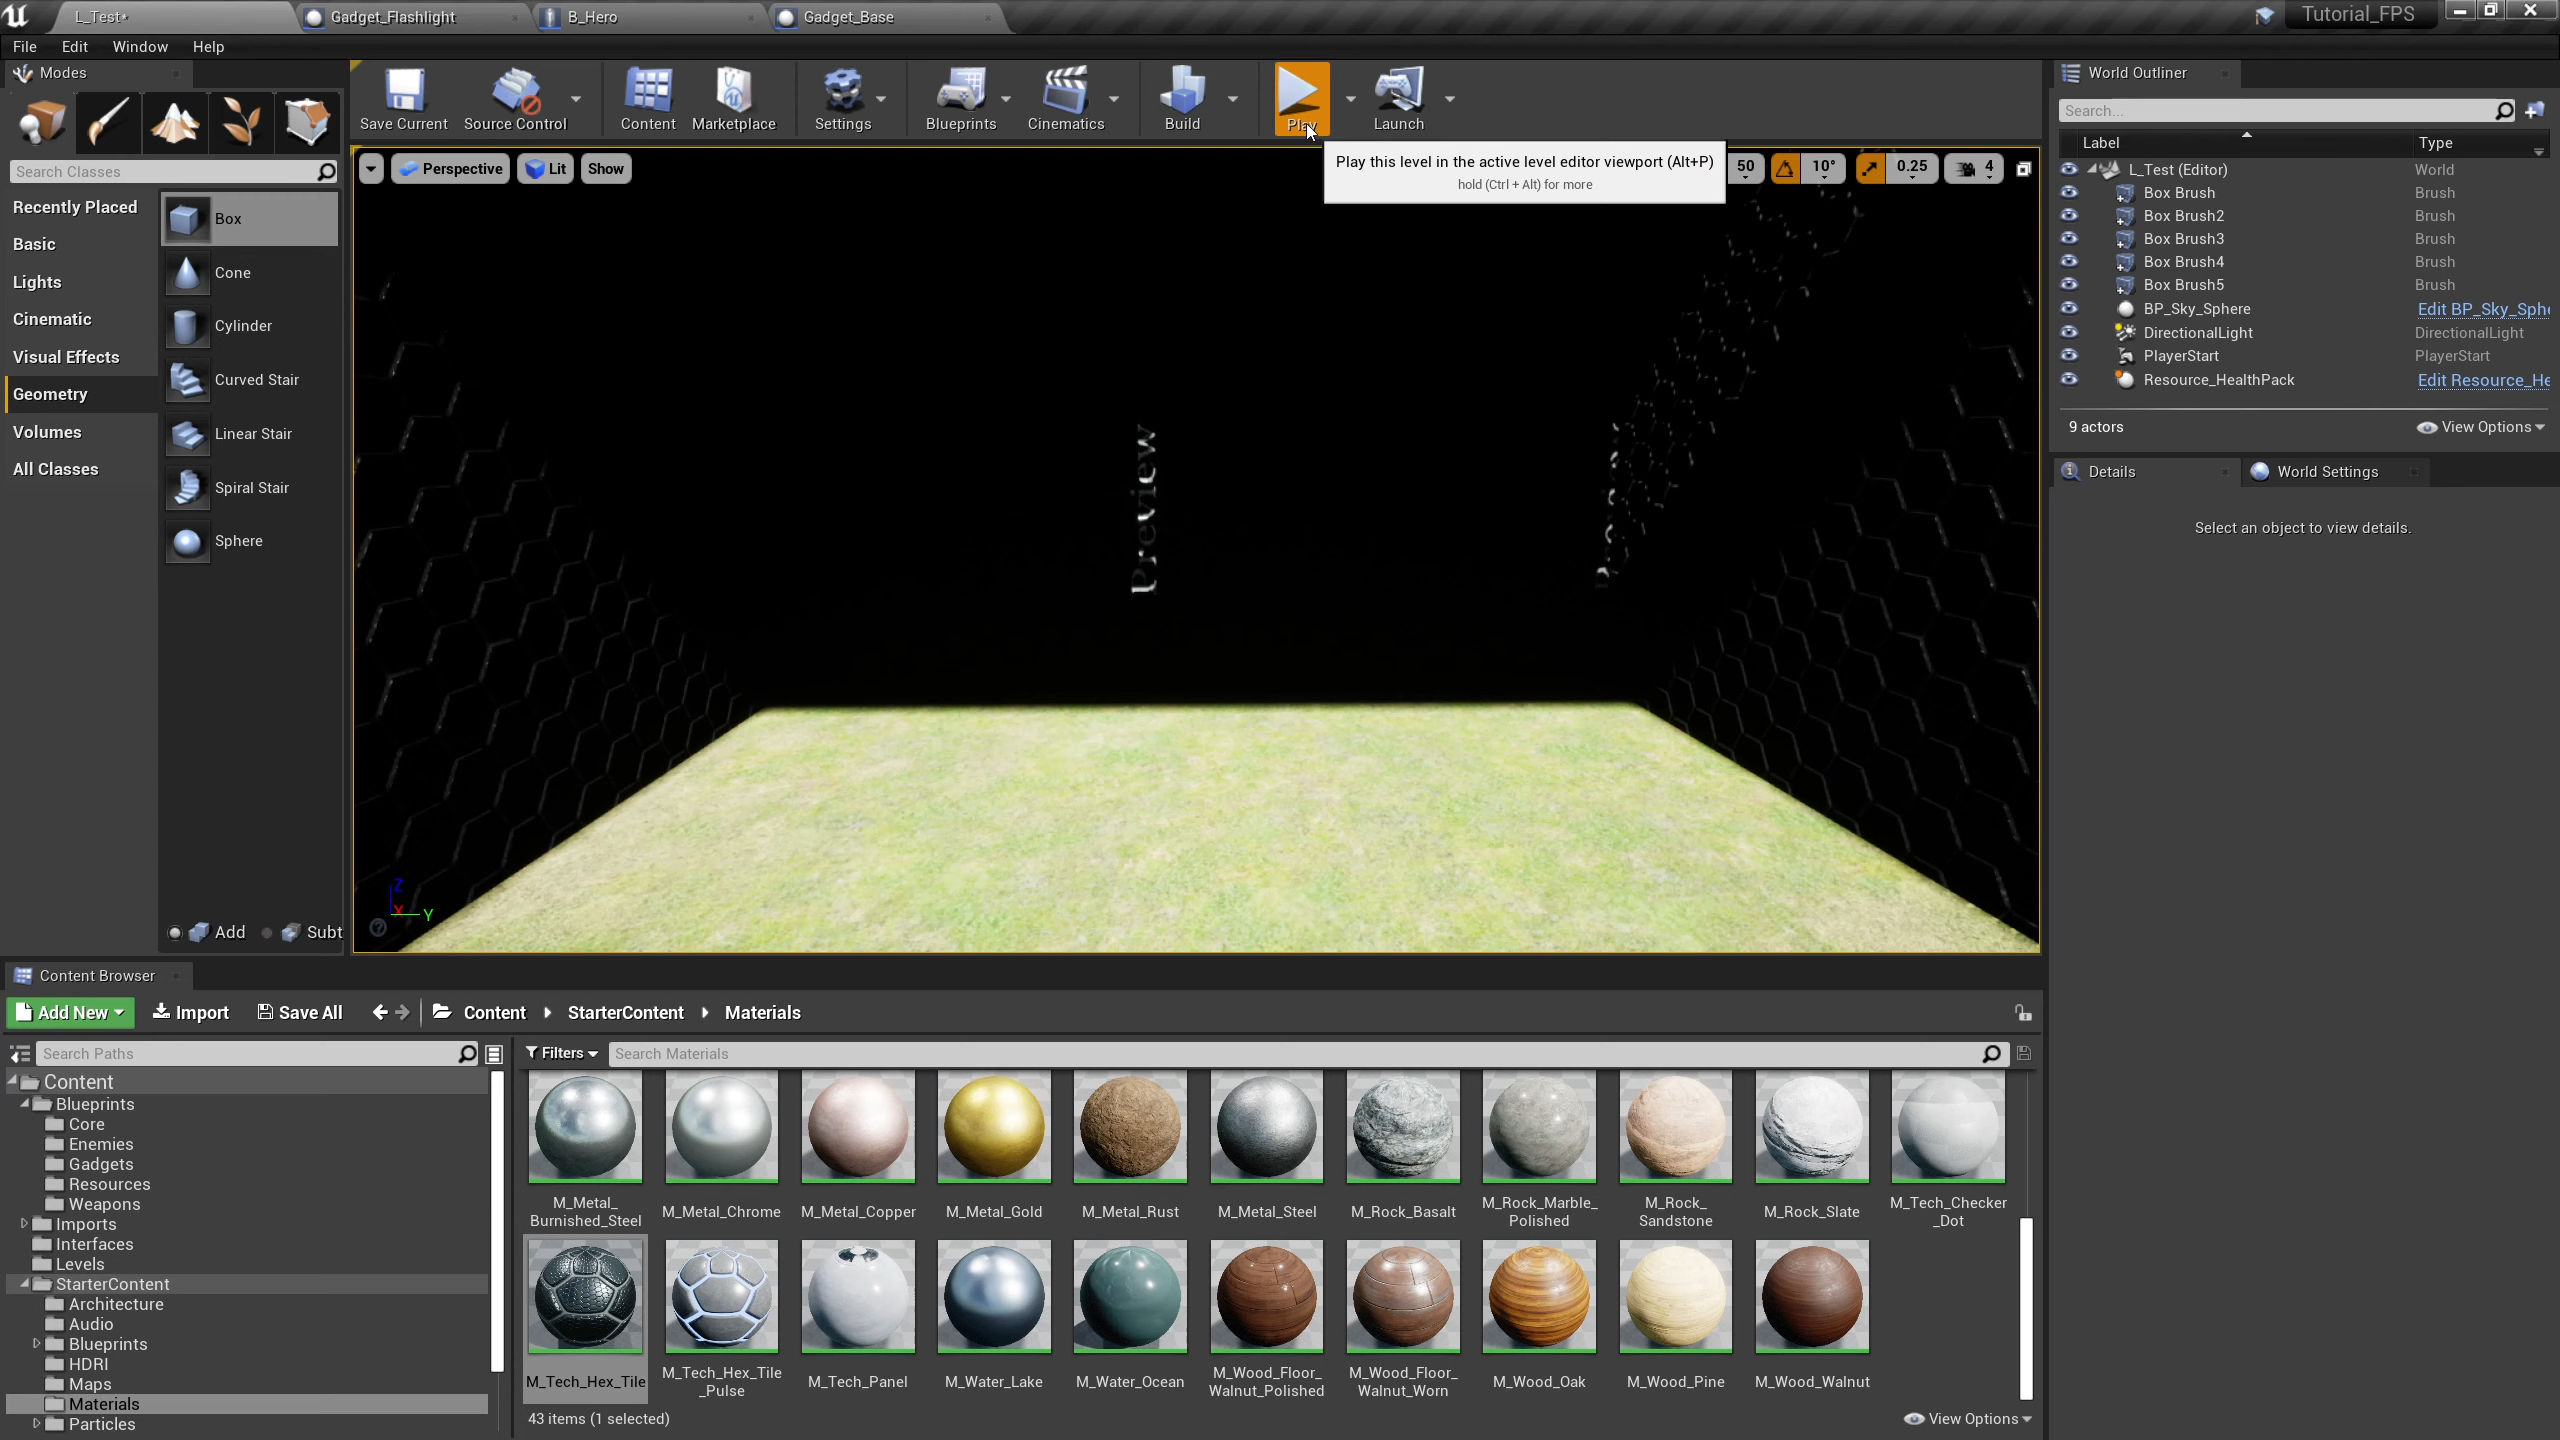 L_Test*
Gadget_Flashlight
B_Hero
Gadget_Base
Tutorial_FPS
File
Edit
Window
Help
Modes
Save Current
Source Control
Content
Marketplace
Settings
Blueprints
Cinematics
Build
Play
Launch
World Outliner
Search...
Label
Type
L_Test (Editor)
World
Box Brush
Brush
Box Brush2
Brush
Box Brush3
Brush
Box Brush4
Brush
Box Brush5
Brush
BP_Sky_Sphere
Edit BP_Sky_Sphe
DirectionalLight
DirectionalLight
PlayerStart
PlayerStart
Resource_HealthPack
Edit Resource_He
9 actors
View Options
Details
World Settings
Select an object to view details.
Search Classes
Recently Placed
Basic
Lights
Cinematic
Visual Effects
Geometry
Volumes
All Classes
Box
Cone
Cylinder
Curved Stair
Linear Stair
Spiral Stair
Sphere
Add
Subt
Perspective
Lit
Show
Play this level in the active level editor viewport (Alt+P)
hold (Ctrl + Alt) for more
50
10°
0.25
4
Preview
Z
X
Y
Content Browser
Add New
Import
Save All
Content
StarterContent
Materials
Search Paths
Filters
Search Materials
Content
Blueprints
Core
Enemies
Gadgets
Resources
Weapons
Imports
Interfaces
Levels
StarterContent
Architecture
Audio
Blueprints
HDRI
Maps
Materials
Particles
M_Metal_
Burnished_Steel
M_Metal_Chrome
M_Metal_Copper
M_Metal_Gold
M_Metal_Rust
M_Metal_Steel
M_Rock_Basalt
M_Rock_Marble_
Polished
M_Rock_
Sandstone
M_Rock_Slate
M_Tech_Checker
_Dot
M_Tech_Hex_Tile
M_Tech_Hex_Tile
_Pulse
M_Tech_Panel
M_Water_Lake
M_Water_Ocean
M_Wood_Floor_
Walnut_Polished
M_Wood_Floor_
Walnut_Worn
M_Wood_Oak
M_Wood_Pine
M_Wood_Walnut
43 items (1 selected)
View Options